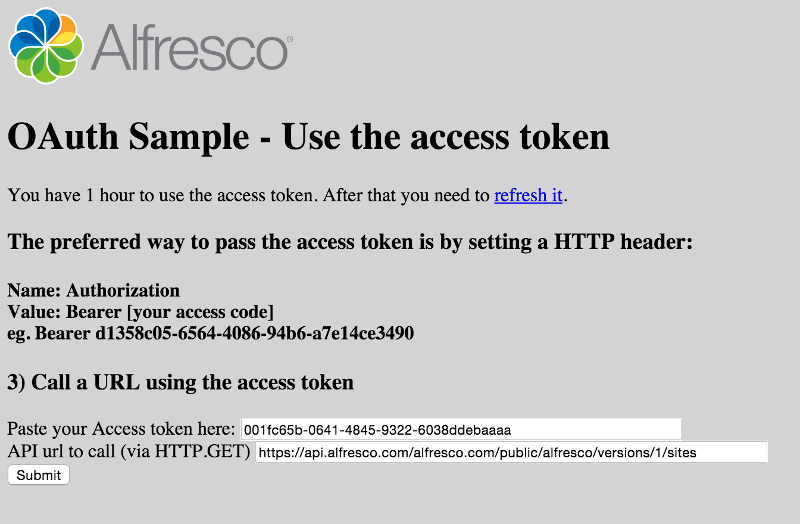 Alfresco®
OAuth Sample - Use the access token
You have 1 hour to use the access token. After that you need to refresh it.
The preferred way to pass the access token is by setting a HTTP header:
Name: Authorization
Value: Bearer [your access code]
eg. Bearer d1358c05-6564-4086-94b6-a7e14ce3490
3) Call a URL using the access token
Paste your Access token here: 001fc65b-0641-4845-9322-6038ddebaaaa
API url to call (via HTTP.GET) https://api.alfresco.com/alfresco.com/public/alfresco/versions/1/sites
Submit